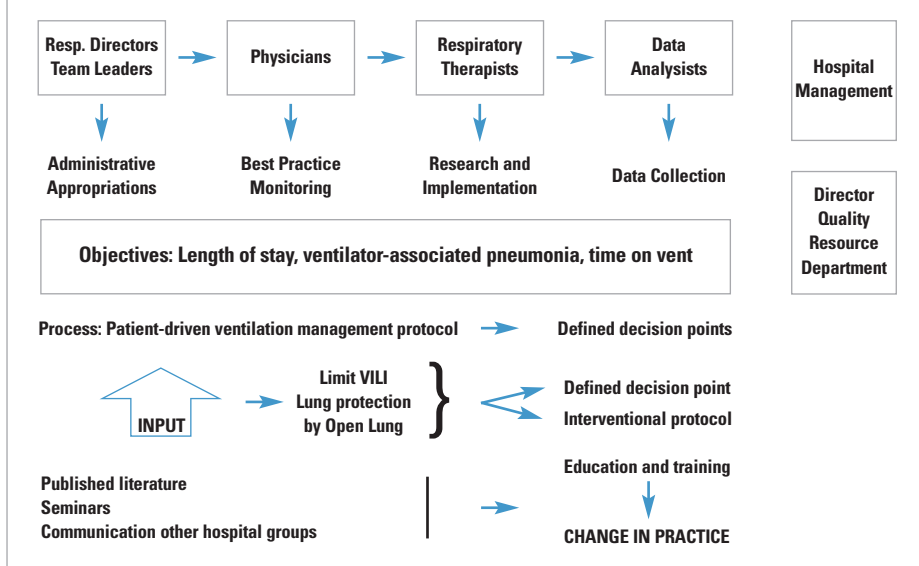 Resp. Directors
Team Leaders
Physicians
Respiratory
Therapists
Data
Analysists
Hospital
Management
Administrative
Appropriations
Best Practice
Monitoring
Research and
Implementation
Data Collection
Director
Quality
Resource
Department
Objectives: Length of stay, ventilator-associated pneumonia, time on vent
Process: Patient-driven ventilation management protocol
Defined decision points
INPUT
Limit VILI
Lung protection
by Open Lung
}
Defined decision point
Interventional protocol
Published literature
Seminars
Communication other hospital groups
Education and training
CHANGE IN PRACTICE